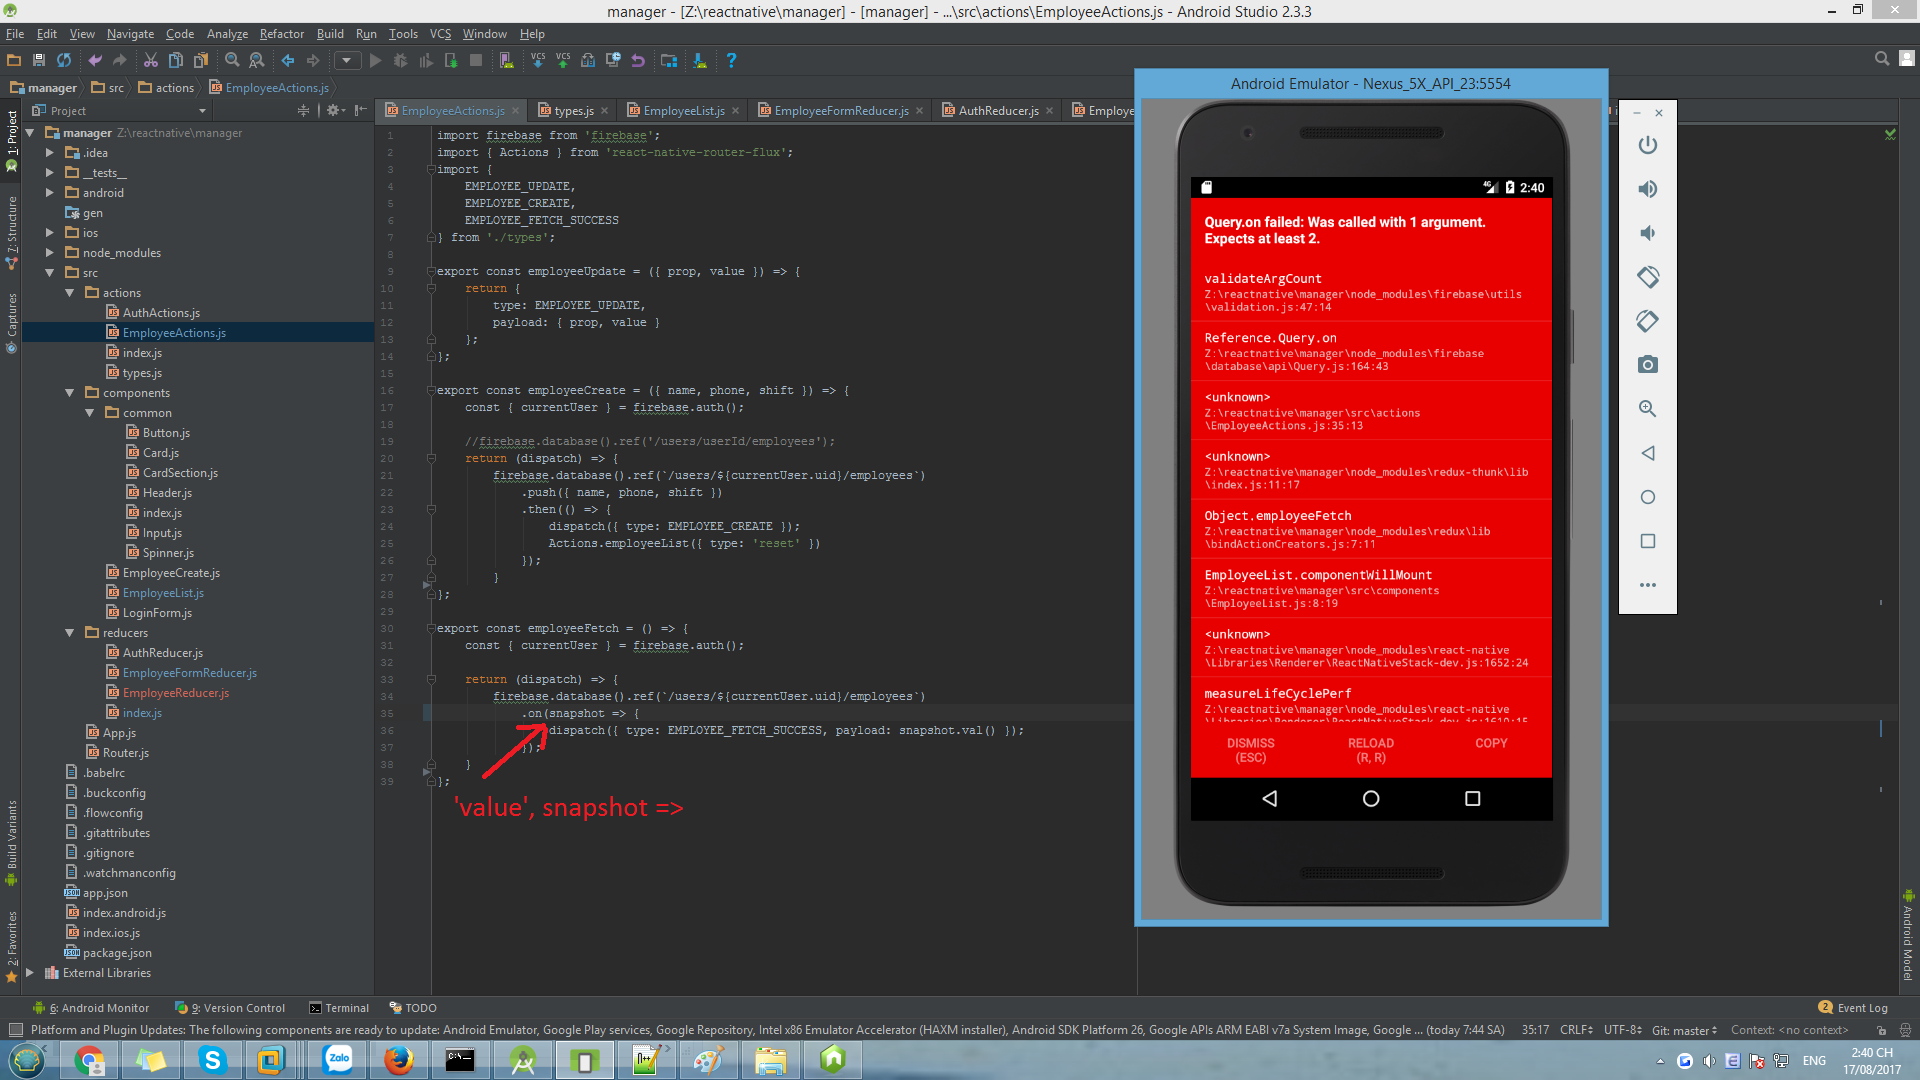 manager - [Z:\reactnative\manager] - [manager] - ...\src\actions\EmployeeActions.js - Android Studio 2.3.3
File Edit View Navigate Code Analyze Refactor Build Run Tools VCS Window Help
manager src actions EmployeeActions.js
Project
EmployeeActions.js types.js EmployeeList.js EmployeeFormReducer.js AuthReducer.js Employe
1: Project
7: Structure
Captures
Build Variants
2: Favorites
manager Z:\reactnative\manager
.idea
__tests__
android
gen
ios
node_modules
src
actions
AuthActions.js
EmployeeActions.js
index.js
types.js
components
common
Button.js
Card.js
CardSection.js
Header.js
index.js
Input.js
Spinner.js
EmployeeCreate.js
EmployeeList.js
LoginForm.js
reducers
AuthReducer.js
EmployeeFormReducer.js
EmployeeReducer.js
index.js
App.js
Router.js
.babelrc
.buckconfig
.flowconfig
.gitattributes
.gitignore
.watchmanconfig
app.json
index.android.js
index.ios.js
package.json
External Libraries
1 import firebase from 'firebase';
2 import { Actions } from 'react-native-router-flux';
3 import {
4 EMPLOYEE_UPDATE,
5 EMPLOYEE_CREATE,
6 EMPLOYEE_FETCH_SUCCESS
7 } from './types';
8
9 export const employeeUpdate = ({ prop, value }) => {
10 return {
11 type: EMPLOYEE_UPDATE,
12 payload: { prop, value }
13 };
14 };
15
16 export const employeeCreate = ({ name, phone, shift }) => {
17 const { currentUser } = firebase.auth();
18
19 //firebase.database().ref('/users/userId/employees');
20 return (dispatch) => {
21 firebase.database().ref(`/users/${currentUser.uid}/employees`)
22 .push({ name, phone, shift })
23 .then(() => {
24 dispatch({ type: EMPLOYEE_CREATE });
25 Actions.employeeList({ type: 'reset' })
26 });
27 }
28 };
29
30 export const employeeFetch = () => {
31 const { currentUser } = firebase.auth();
32
33 return (dispatch) => {
34 firebase.database().ref(`/users/${currentUser.uid}/employees`)
35 .on(snapshot => {
36 dispatch({ type: EMPLOYEE_FETCH_SUCCESS, payload: snapshot.val() });
37 });
38 }
39 };
'value', snapshot =>
Android Emulator - Nexus_5X_API_23:5554
4G 2:40
Query.on failed: Was called with 1 argument.
Expects at least 2.
validateArgCount
Z:\reactnative\manager\node_modules\firebase\utils
\validation.js:47:14
Reference.Query.on
Z:\reactnative\manager\node_modules\firebase
\database\api\Query.js:164:43
<unknown>
Z:\reactnative\manager\src\actions
\EmployeeActions.js:35:13
<unknown>
Z:\reactnative\manager\node_modules\redux-thunk\lib
\index.js:11:17
Object.employeeFetch
Z:\reactnative\manager\node_modules\redux\lib
\bindActionCreators.js:7:11
EmployeeList.componentWillMount
Z:\reactnative\manager\src\components
\EmployeeList.js:8:19
<unknown>
Z:\reactnative\manager\node_modules\react-native
\Libraries\Renderer\ReactNativeStack-dev.js:1652:24
measureLifeCyclePerf
Z:\reactnative\manager\node_modules\react-native
\Libraries\Renderer\ReactNativeStack-dev.js:1610:15
DISMISS RELOAD COPY
(ESC) (R, R)
Android Model
6: Android Monitor 9: Version Control Terminal TODO 2 Event Log
Platform and Plugin Updates: The following components are ready to update: Android Emulator, Google Play services, Google Repository, Intel x86 Emulator Accelerator (HAXM installer), Android SDK Platform 26, Google APIs ARM EABI v7a System Image, Google ... (today 7:44 SA) 35:17 CRLF UTF-8 Git: master Context: <no context>
Zalo
ENG 2:40 CH
17/08/2017